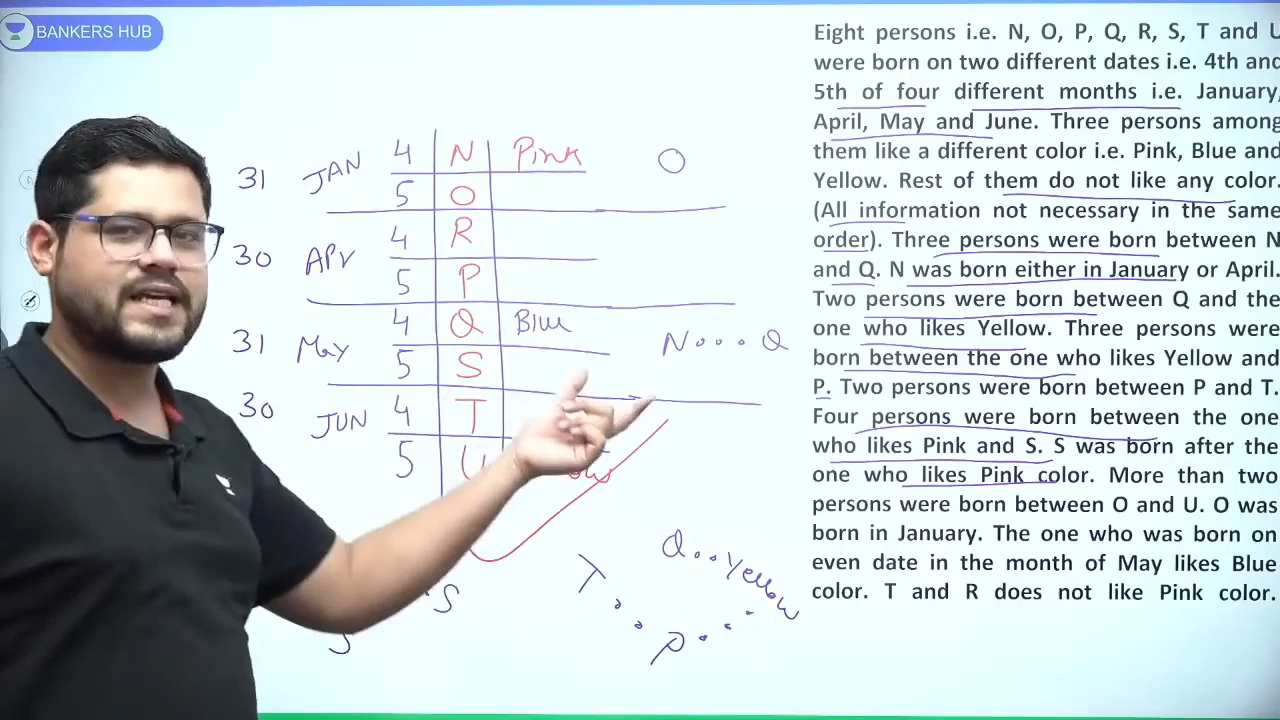 BANKERS HUB
31 JAN 4 N Pink O
5 O
30 APr 4 R
5 P
31 May 4 Q Blue N Q
5 S
30 JUN 4 T
5 U
Q Yellow
T
S
P
Eight persons i.e. N, O, P, Q, R, S, T and U
were born on two different dates i.e. 4th and
5th of four different months i.e. January,
April, May and June. Three persons among
them like a different color i.e. Pink, Blue and
Yellow. Rest of them do not like any color.
(All information not necessary in the same
order). Three persons were born between N
and Q. N was born either in January or April.
Two persons were born between Q and the
one who likes Yellow. Three persons were
born between the one who likes Yellow and
P. Two persons were born between P and T.
Four persons were born between the one
who likes Pink and S. S was born after the
one who likes Pink color. More than two
persons were born between O and U. O was
born in January. The one who was born on
even date in the month of May likes Blue
color. T and R does not like Pink color.